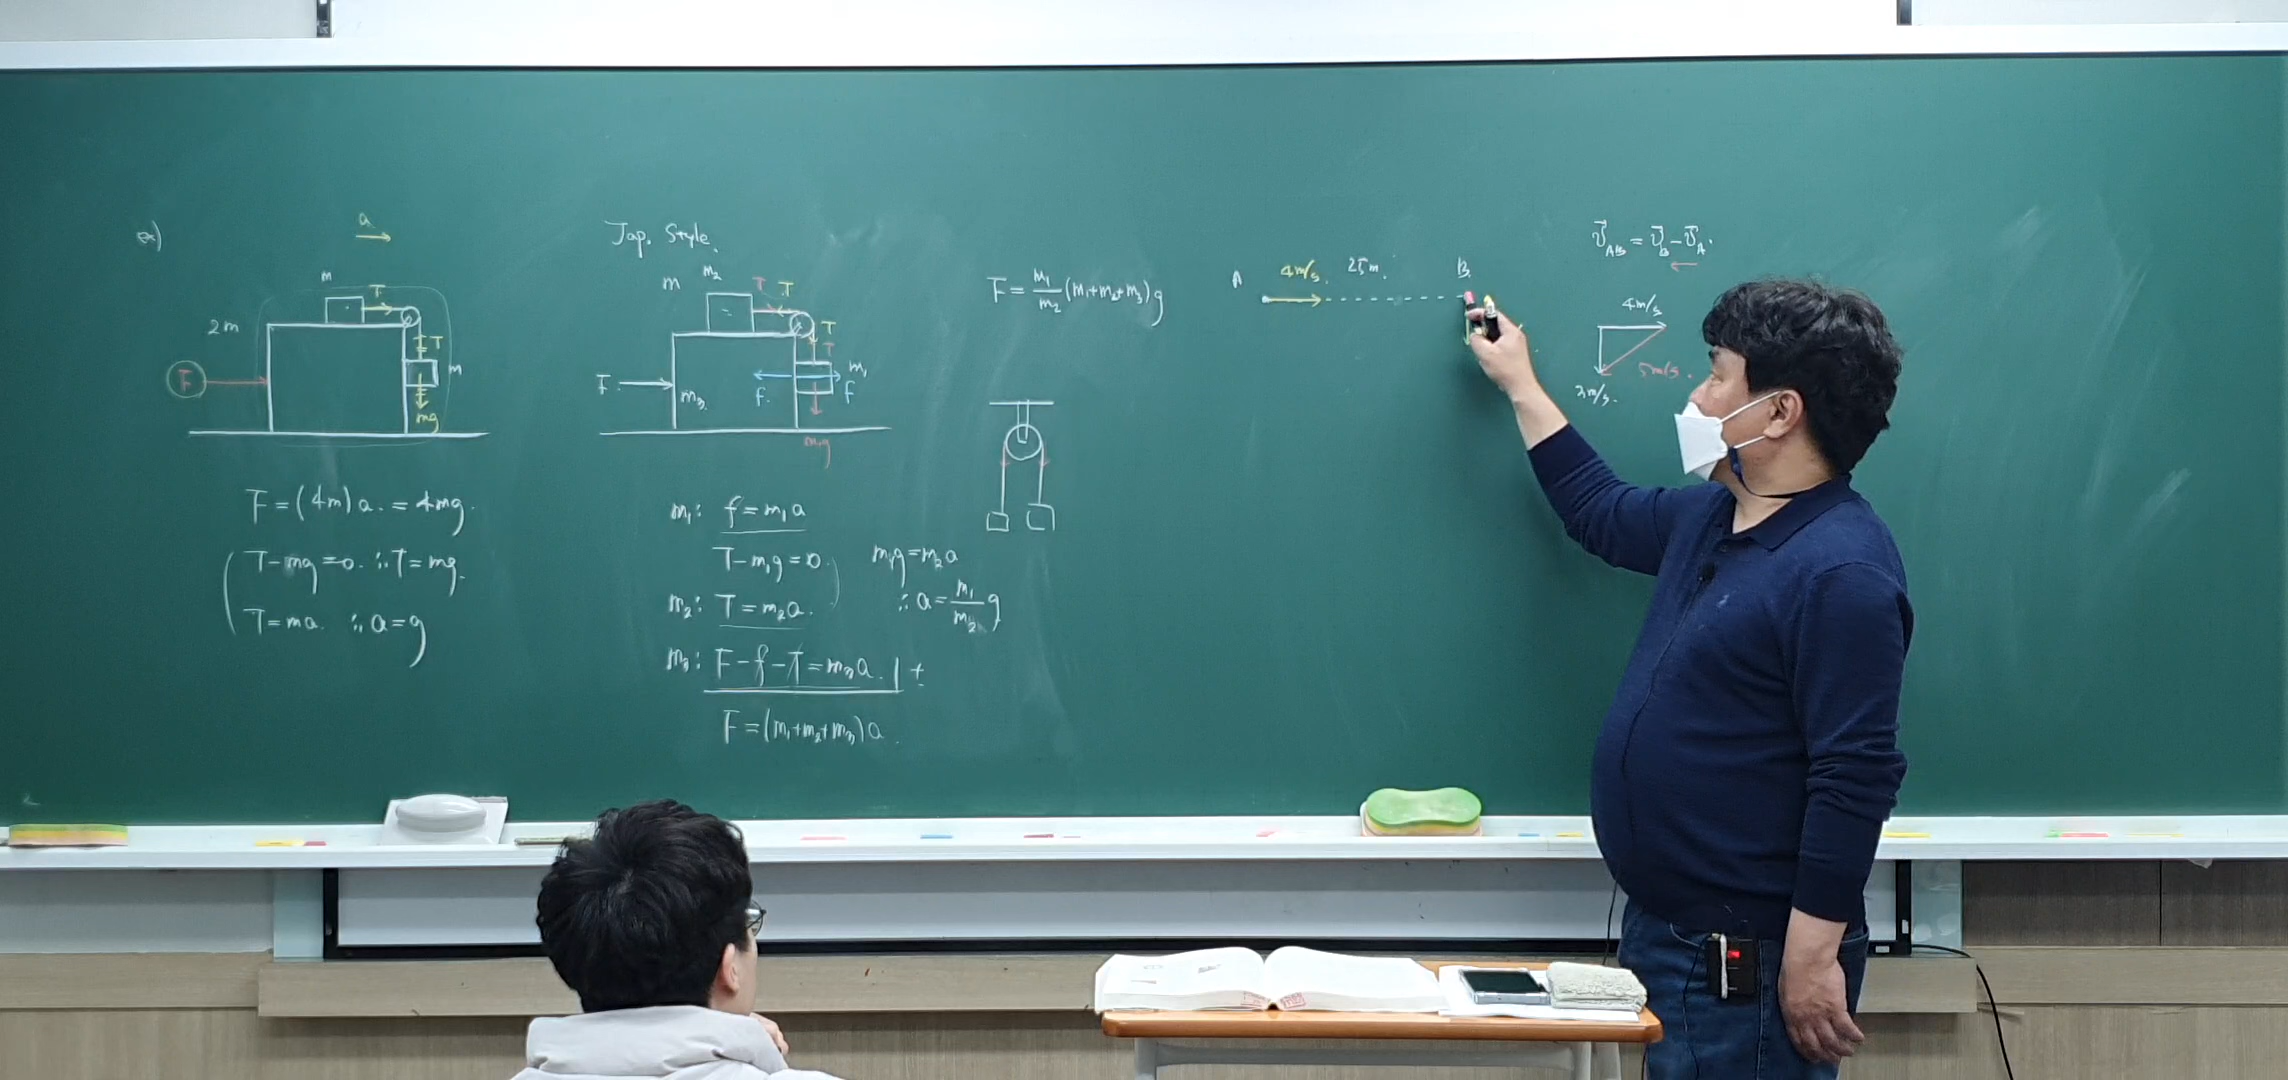 ex)
a
m
T
2m
T
m
F
mg
F=(4m)a.=4mg.
T-mg=0. ∴T=mg.
T=ma. ∴a=g
Jap. Style.
m m₂
T T
T
T
m₁
F
m₃
f. f
m₁g
m₁: f=m₁a
T-m₁g=0.
m₂: T=m₂a.
m₃: F-f-T=m₃a. +
F=(m₁+m₂+m₃)a.
m₁g=m₂a
∴a=m₁/m₂ g
F=m₁/m₂(m₁+m₂+m₃)g
A 4m/s. 25m. B.
v⃗_AB = v⃗_B - v⃗_A.
4m/s
5m/s.
3m/s.